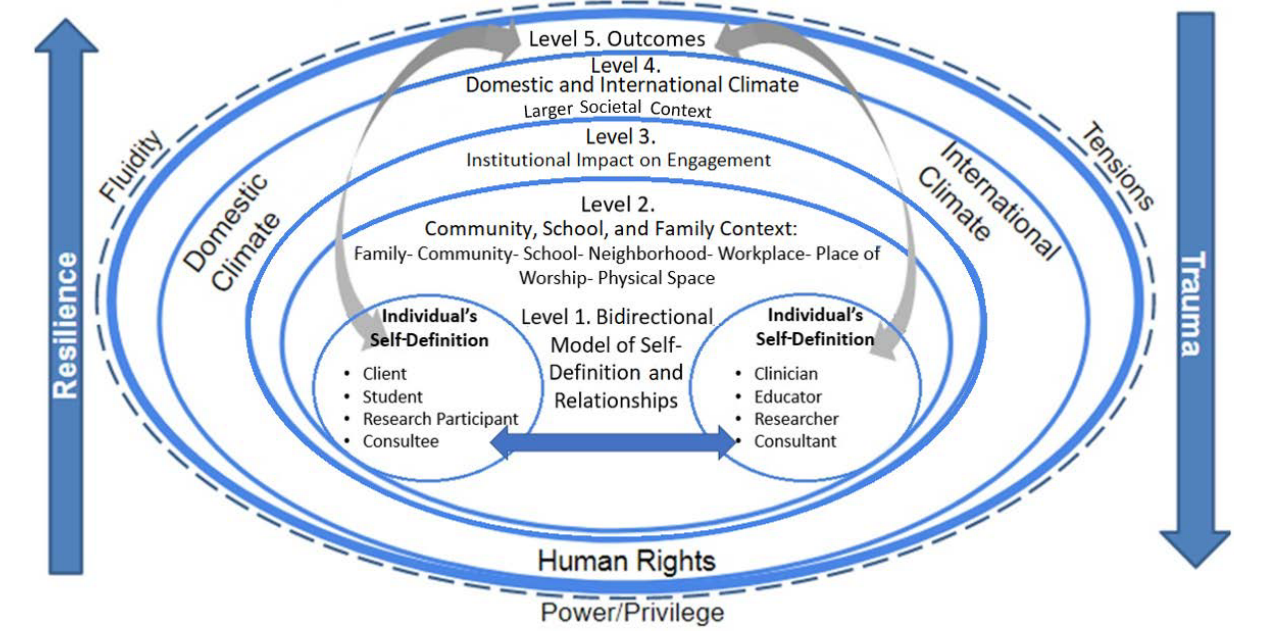 Level 5. Outcomes
Level 4.
Domestic and International Climate
Larger Societal Context
Level 3.
Institutional Impact on Engagement
Level 2.
Community, School, and Family Context:
Family- Community- School- Neighborhood- Workplace- Place of
Worship- Physical Space
Level 1. Bidirectional
Model of Self-
Definition and
Relationships
Individual's
Self-Definition
• Client
• Student
• Research Participant
• Consultee
Individual's
Self-Definition
• Clinician
• Educator
• Researcher
• Consultant
Human Rights
Power/Privilege
Resilience
Fluidity
Domestic
Climate
International
Climate
Tensions
Trauma